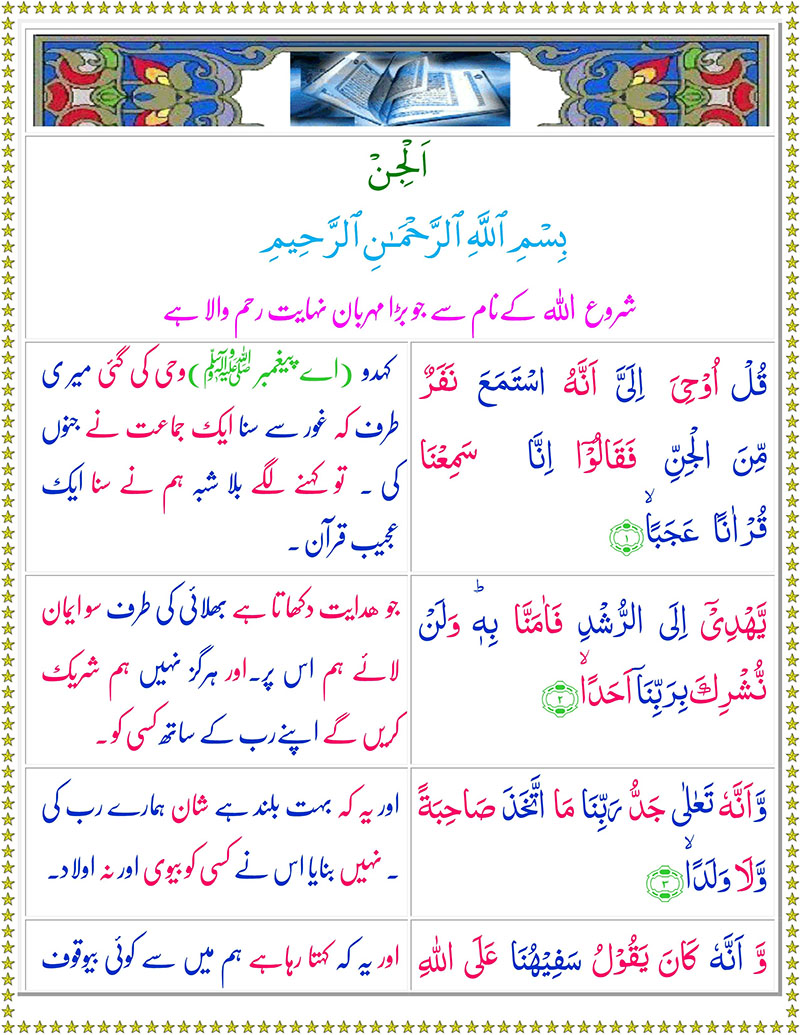 اَلْجِنْ
بِسْمِ ٱللَّهِ ٱلرَّحْمَـٰنِ ٱلرَّحِيمِ
شروع اللہ کے نام سے جو بڑا مہربان نہایت رحم والا ہے
قُلْ اُوْحِىَ اِلَىَّ اَنَّهُ اسْتَمَعَ نَفَرٌ
مِّنَ الْجِنِّ فَقَالُوْۤا اِنَّا سَمِعْنَا
قُرْاٰنًا عَجَبًا ۙ‏ ﴿۱﴾
کہدو (اے پیغمبر ﷺ) وحی کی گئی میری
طرف کہ غور سے سنا ایک جماعت نے جنوں
کی ۔ تو کہنے لگے بلا شبہ ہم نے سنا ایک
عجیب قرآن ۔
يَّهْدِىْۤ اِلَى الرُّشْدِ فَاٰمَنَّا بِهٖ‌ ؕ وَلَنْ
نُّشْرِكَ بِرَبِّنَاۤ اَحَدًا ۙ‏ ﴿۲﴾
جو ھدایت دکھاتا ہے بھلائی کی طرف سو ایمان
لائے ہم اس پر۔ اور ہرگز نہیں ہم شریک
کریں گے اپنے رب کے ساتھ کسی کو ۔
وَّاَنَّهٗ تَعٰلٰى جَدُّ رَبِّنَا مَا اتَّخَذَ صَاحِبَةً
وَّلَا وَلَدًا ۙ‏ ﴿۳﴾
اور یہ کہ بہت بلند ہے شان ہمارے رب کی
۔ نہیں بنایا اس نے کسی کو بیوی اور نہ اولاد۔
وَّ اَنَّهٗ كَانَ يَقُوْلُ سَفِيْهُنَا عَلَى اللّٰهِ
اور یہ کہ کہتا رہا ہے ہم میں سے کوئی بیوقوف